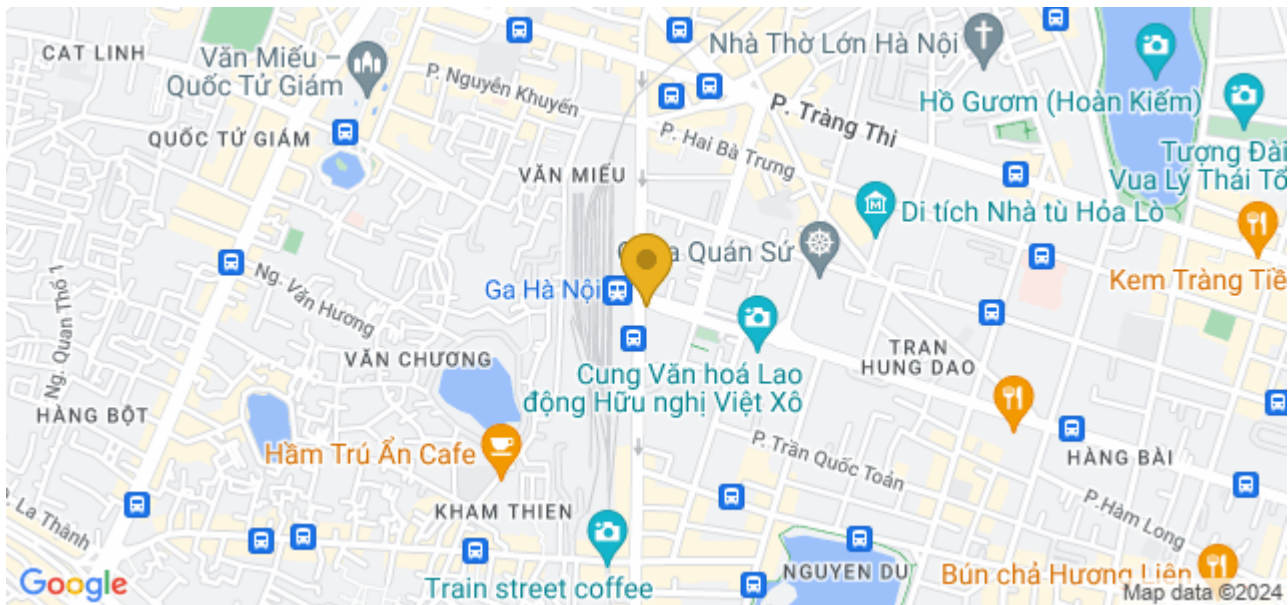 CAT LINH
Văn Miếu –
Quốc Tử Giám
P. Nguyễn Khuyến
Nhà Thờ Lớn Hà Nội
Hồ Gươm (Hoàn Kiếm)
P. Tràng Thi
QUỐC TỬ GIÁM
P. Hai Bà Trưng
VĂN MIẾU
Tượng Đài
Vua Lý Thái Tổ
Di tích Nhà tù Hỏa Lò
a Quán Sứ
Kem Tràng Tiề
Ng. Văn Hương
Ga Hà Nội
Ng. Quan Thổ 1
VĂN CHƯƠNG
TRAN
HUNG DAO
Cung Văn hoá Lao
động Hữu nghị Việt Xô
HÀNG BỘT
Hầm Trú Ẩn Cafe
P. Trần Quốc Toản
HÀNG BÀI
P. La Thành
KHAM THIEN
P.Hàm Long
Google
Train street coffee
NGUYEN DU
Bún chả Hương Liên
Map data ©2024